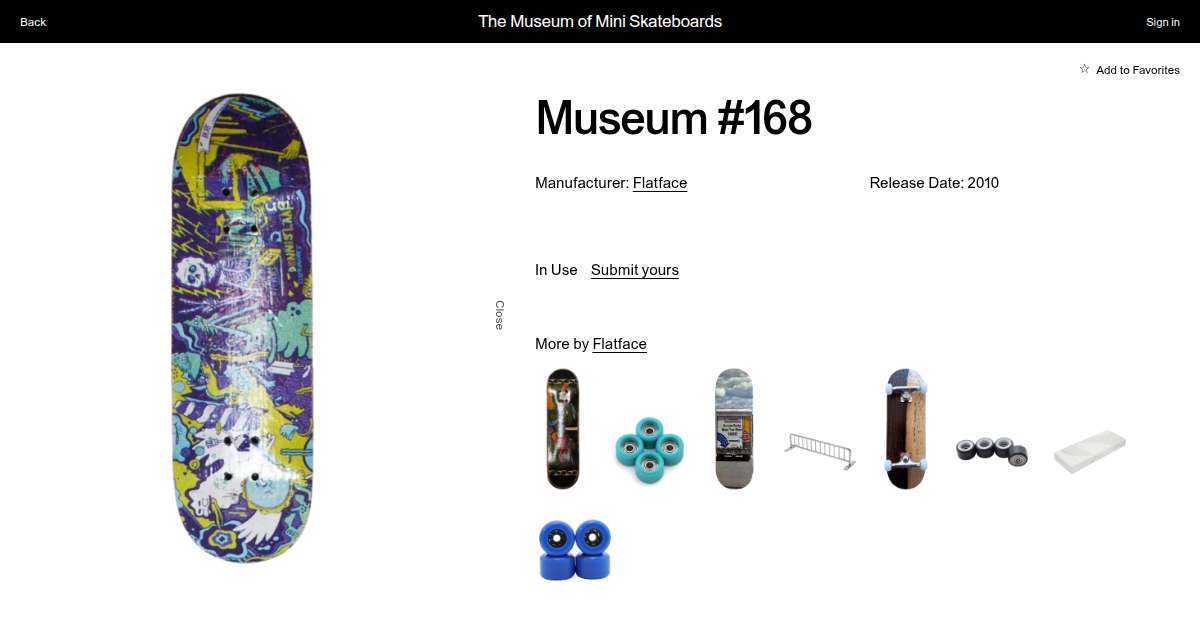 Back
The Museum of Mini Skateboards
Sign in
☆ Add to Favorites
Museum #168
Manufacturer: Flatface
Release Date: 2010
In Use Submit yours
Close
More by Flatface